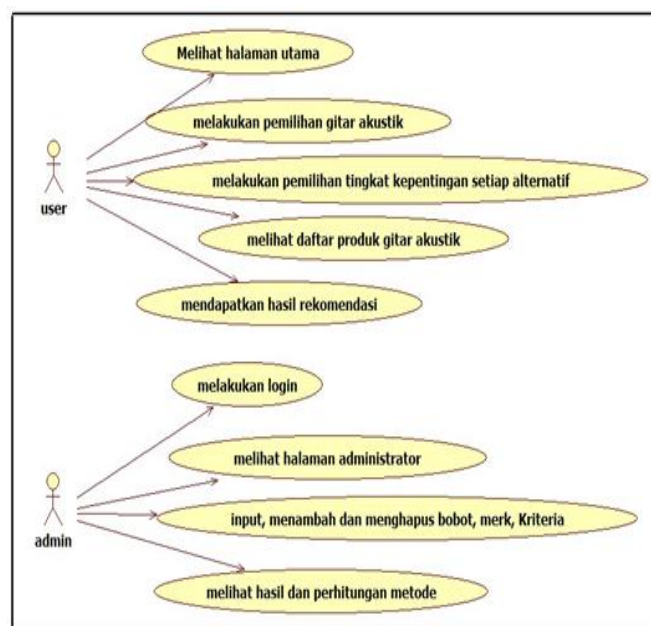 Melihat halaman utama
melakukan pemilihan gitar akustik
melakukan pemilihan tingkat kepentingan setiap alternatif
user
melihat daftar produk gitar akustik
mendapatkan hasil rekomendasi
melakukan login
melihat halaman administrator
input, menambah dan menghapus bobot, merk, Kriteria
admin
melihat hasil dan perhitungan metode